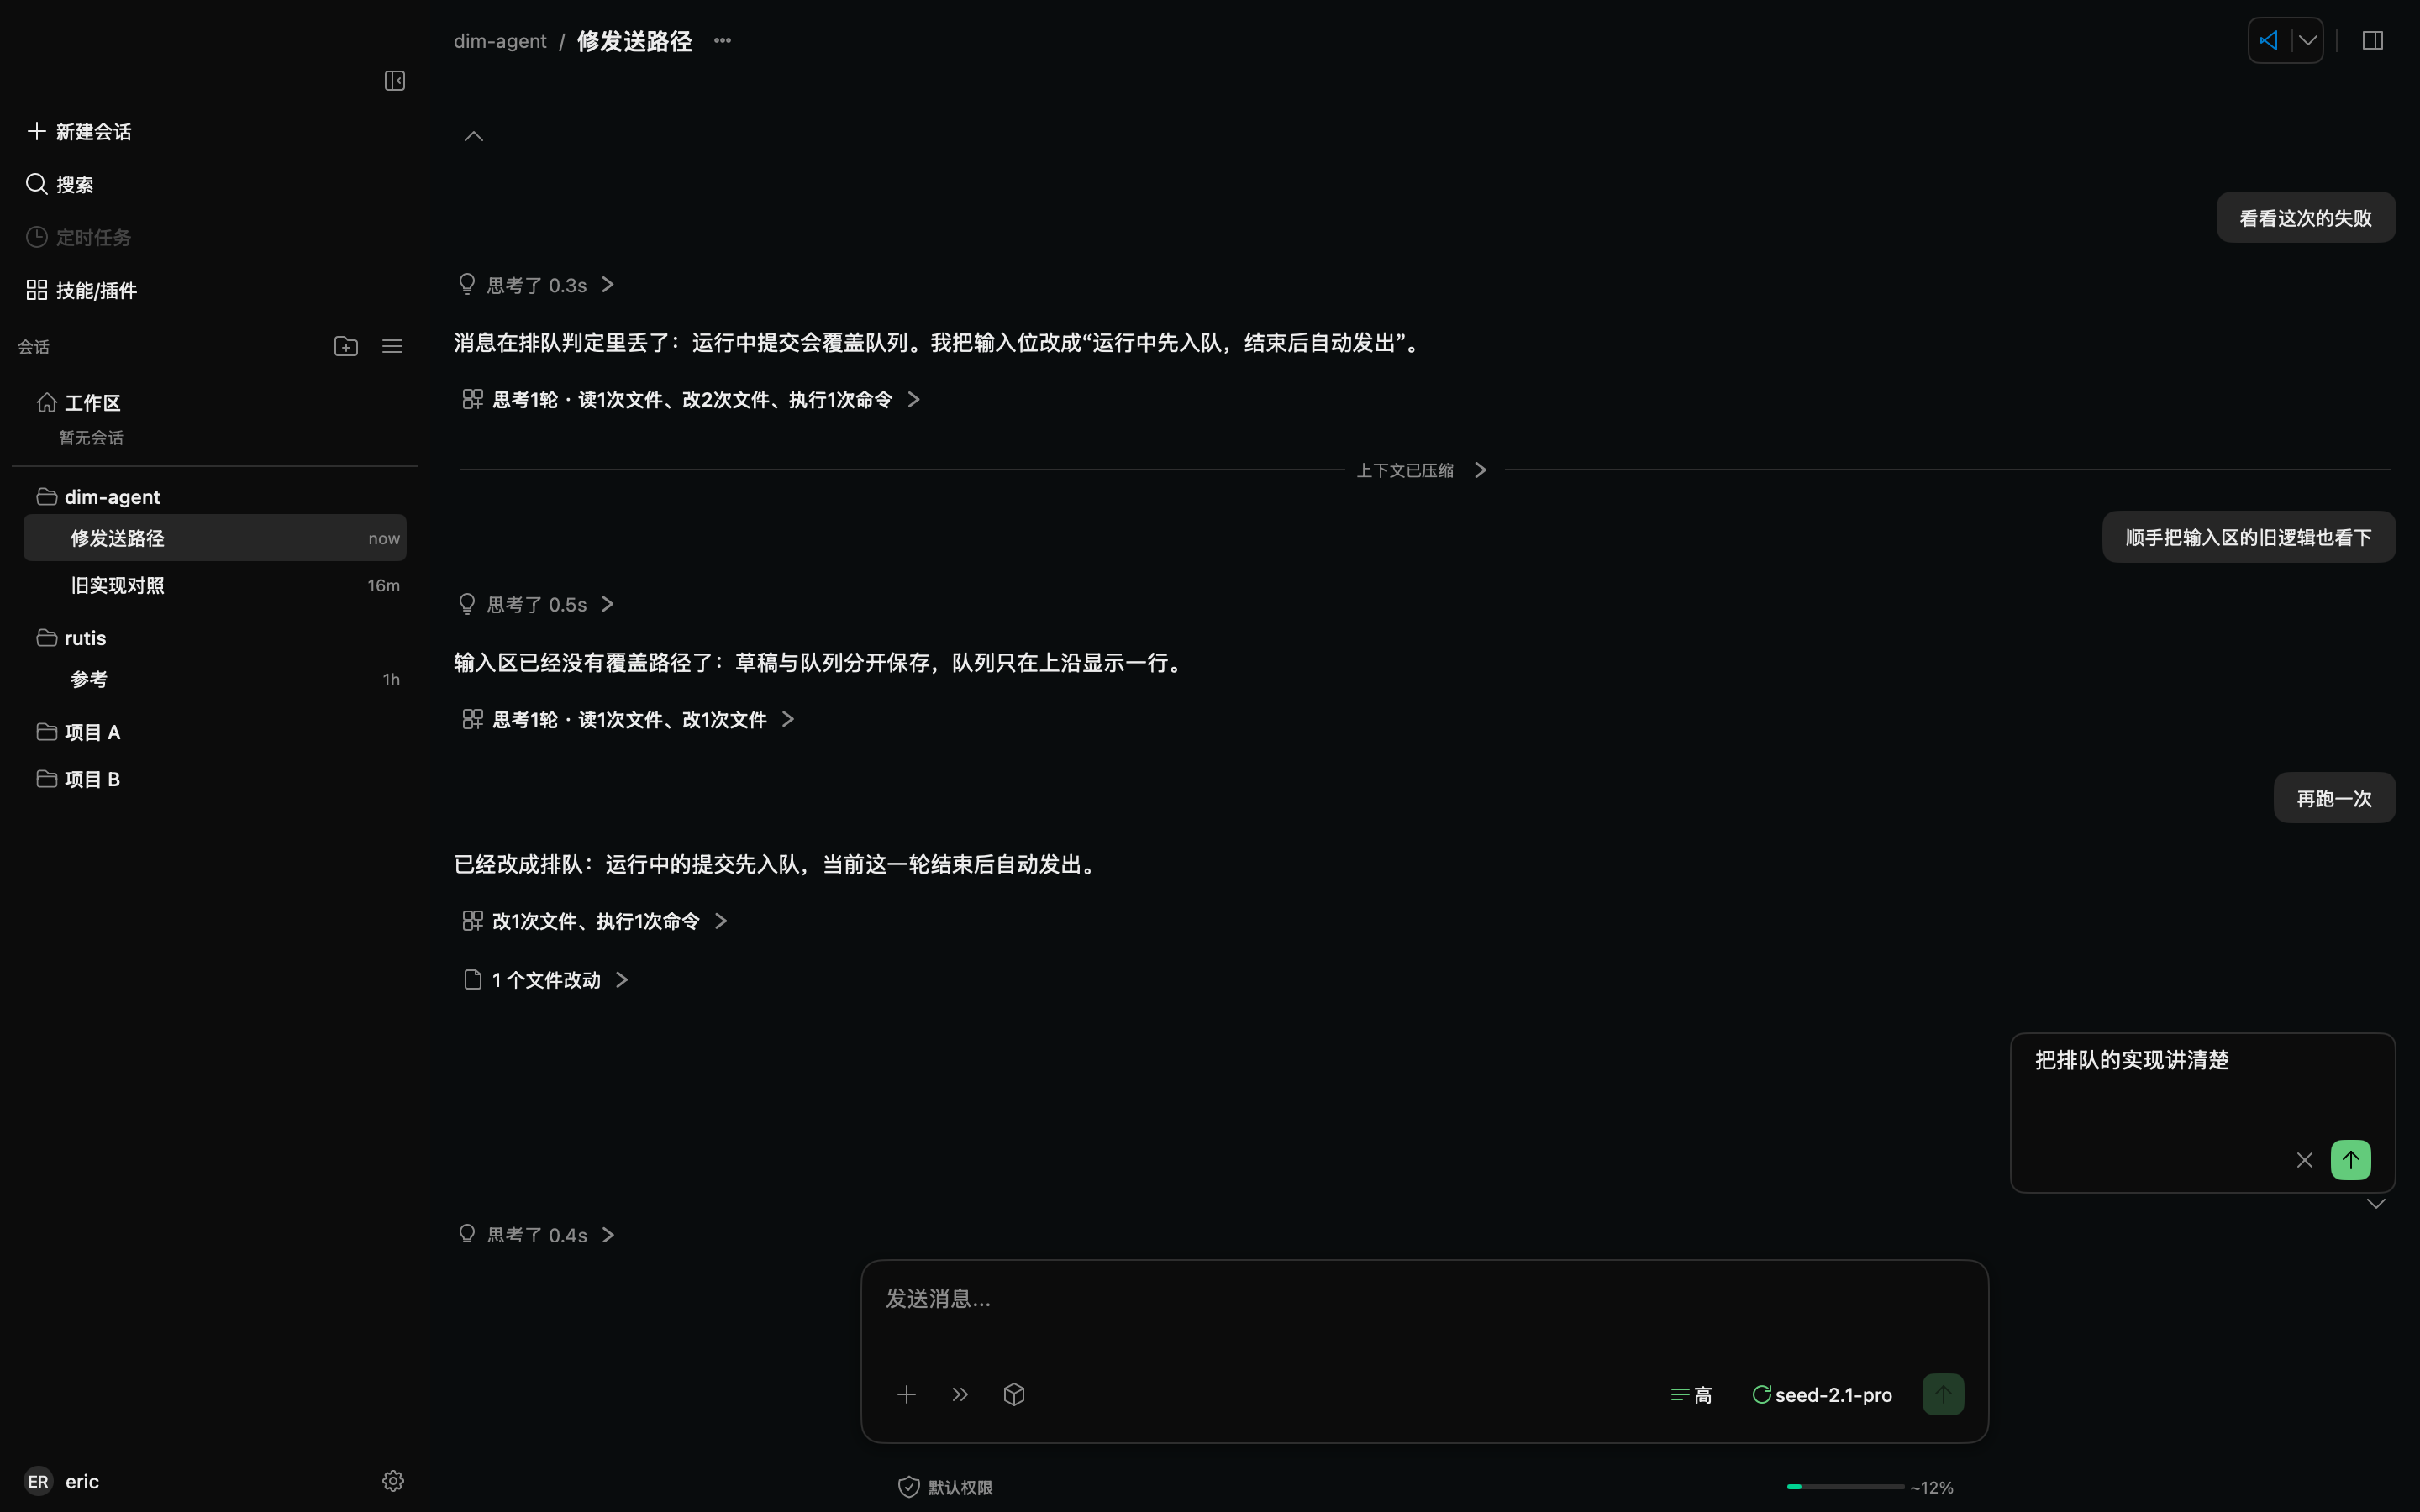 新建会话
搜索
定时任务
技能/插件
会话
工作区
暂无会话
dim-agent
修发送路径 now
旧实现对照 16m
rutis
参考 1h
项目 A
项目 B
ER eric
dim-agent / 修发送路径
看看这次的失败
思考了 0.3s
消息在排队判定里丢了：运行中提交会覆盖队列。我把输入位改成“运行中先入队，结束后自动发出”。
思考1轮 · 读1次文件、改2次文件、执行1次命令
上下文已压缩
顺手把输入区的旧逻辑也看下
思考了 0.5s
输入区已经没有覆盖路径了：草稿与队列分开保存，队列只在上沿显示一行。
思考1轮 · 读1次文件、改1次文件
再跑一次
已经改成排队：运行中的提交先入队，当前这一轮结束后自动发出。
改1次文件、执行1次命令
1 个文件改动
把排队的实现讲清楚
思考了 0.4s
发送消息...
高 seed-2.1-pro
默认权限 ~12%